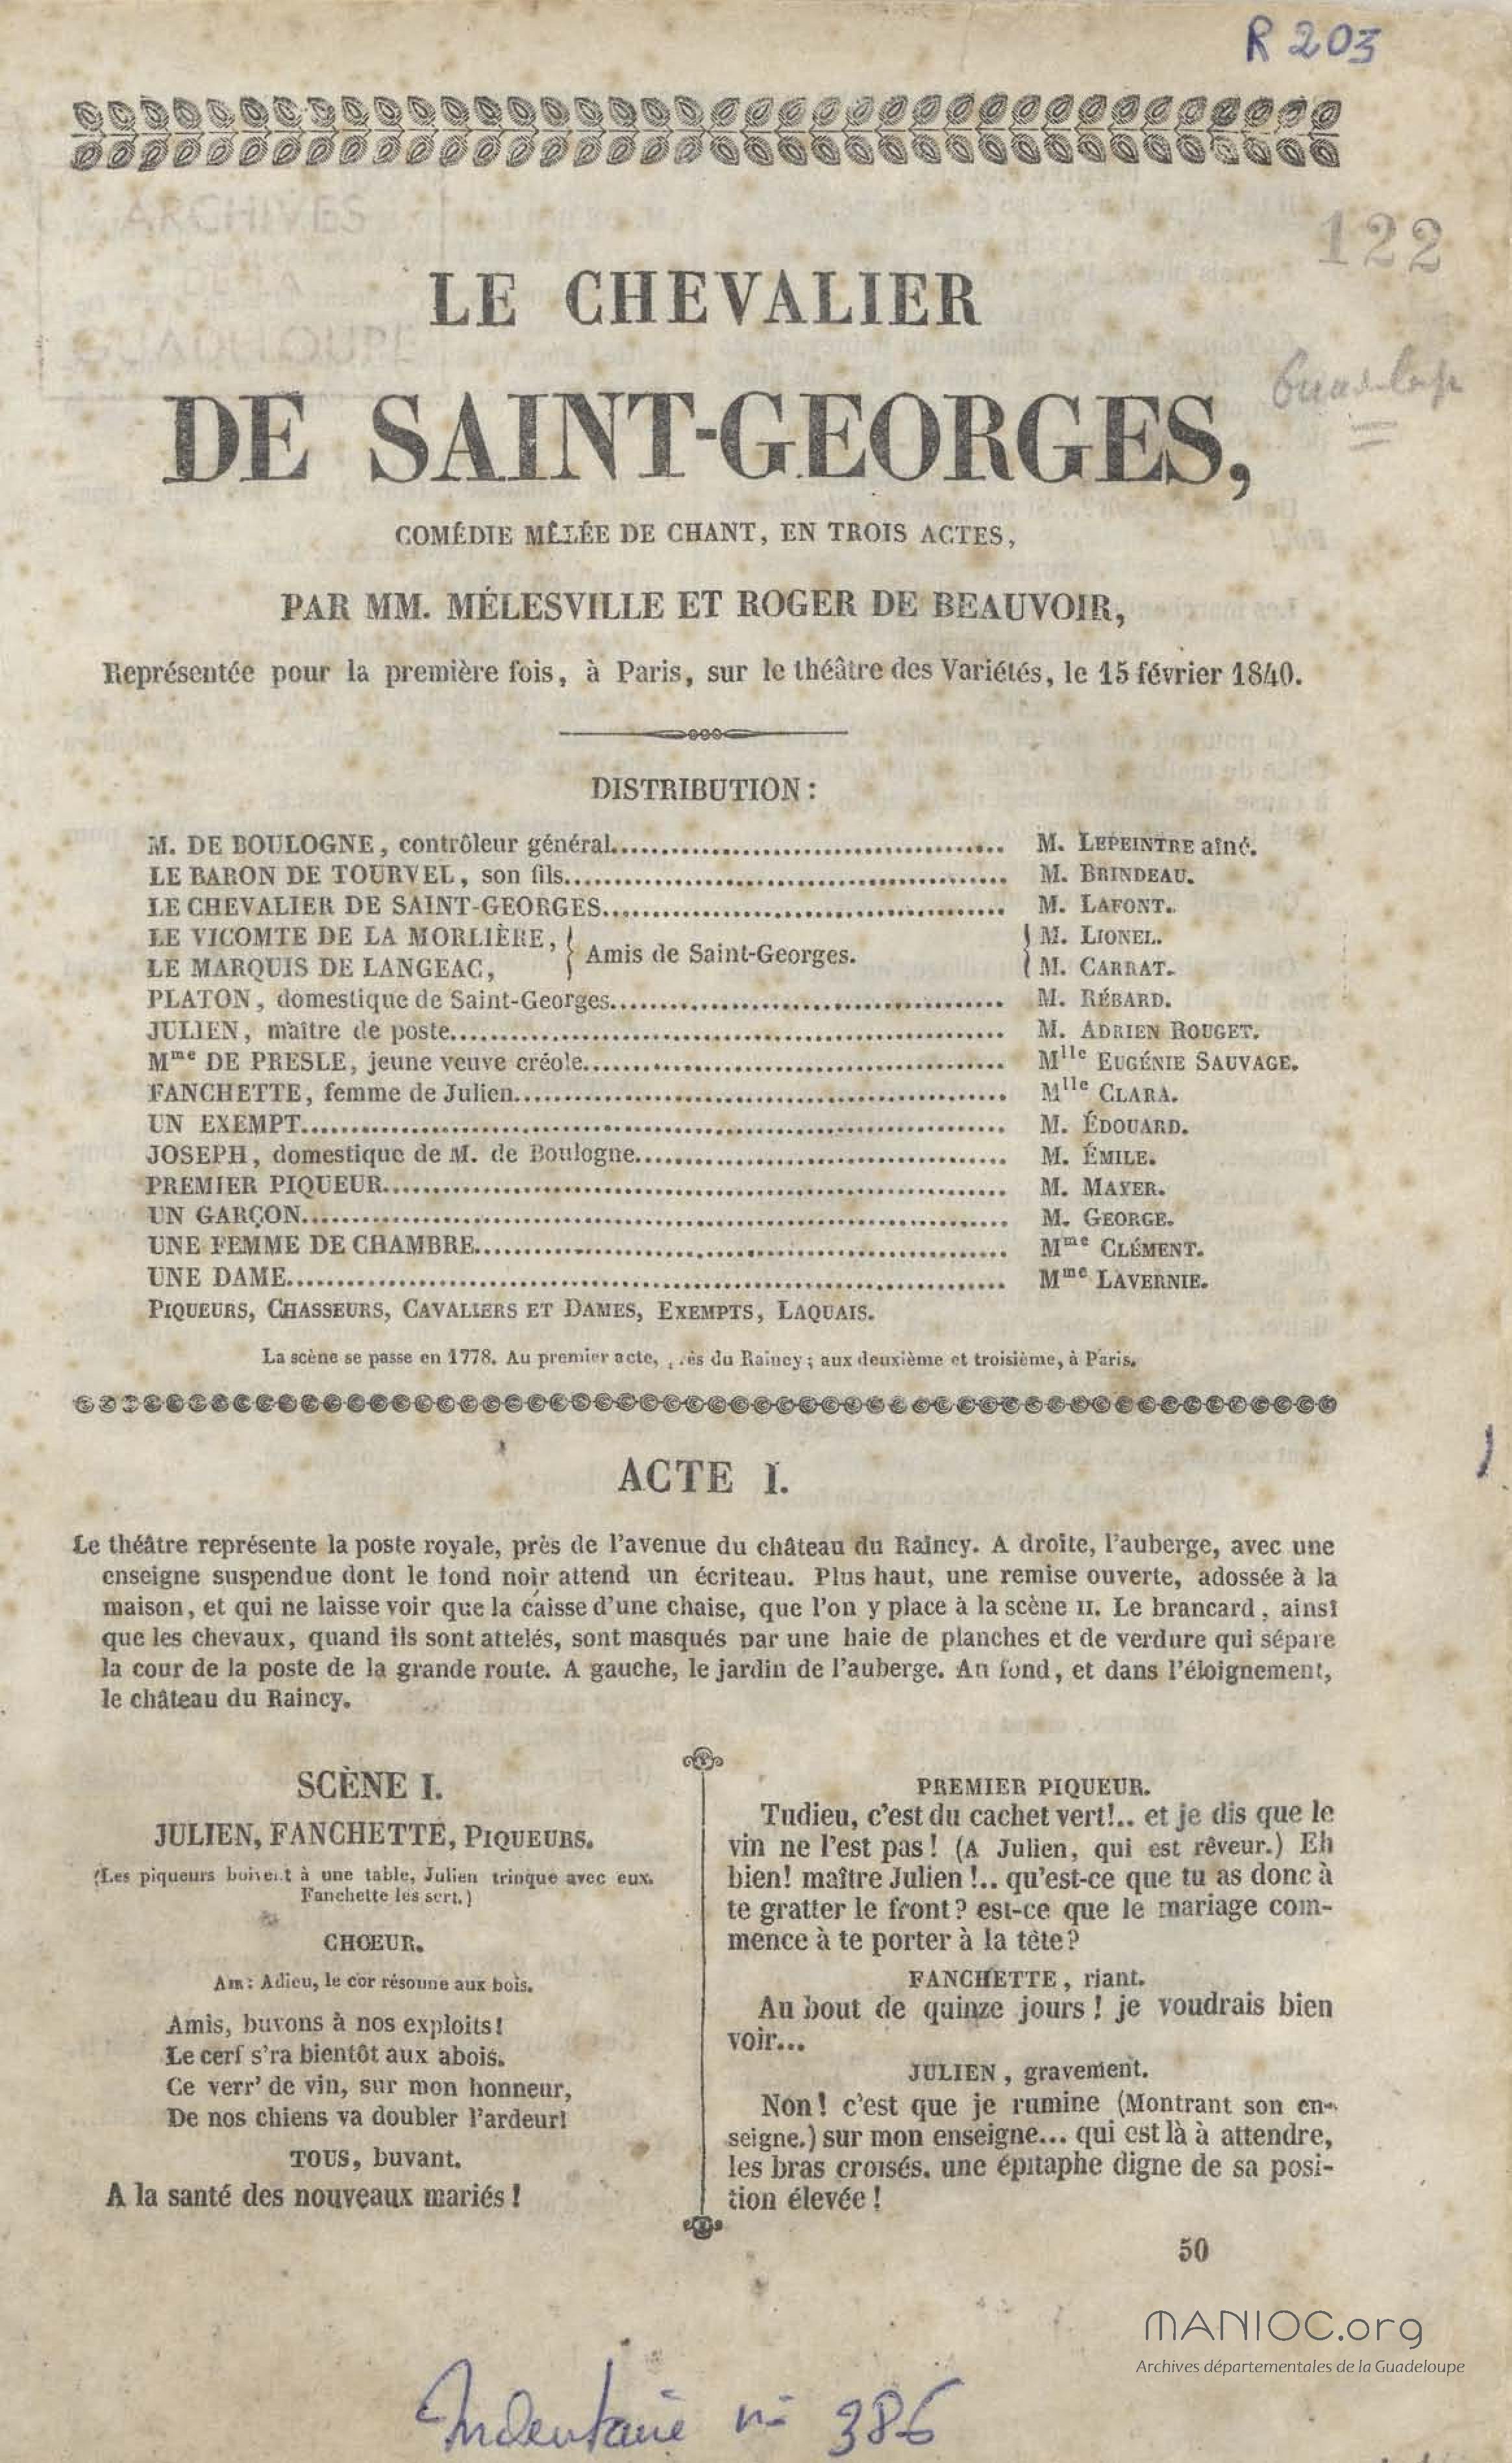 R 203
ARCHIVES
GUADELOUPE
122
LE CHEVALIER
DE SAINT-GEORGES,
COMÉDIE MÊLÉE DE CHANT, EN TROIS ACTES,
PAR MM. MÉLESVILLE ET ROGER DE BEAUVOIR,
Représentée pour la première fois, à Paris, sur le théâtre des Variétés, le 15 février 1840.
DISTRIBUTION :
M. DE BOULOGNE, contrôleur général........ M. LEPEINTRE aîné.
LE BARON DE TOURVEL, son fils........ M. BRINDEAU.
LE CHEVALIER DE SAINT-GEORGES........ M. LAFONT.
LE VICOMTE DE LA MORLIÈRE, } Amis de Saint-Georges. { M. LIONEL.
LE MARQUIS DE LANGEAC, M. CARRAT.
PLATON, domestique de Saint-Georges........ M. RÉBARD.
JULIEN, maître de poste........ M. ADRIEN ROUGET.
Mme DE PRESLE, jeune veuve créole........ Mlle EUGÉNIE SAUVAGE.
FANCHETTE, femme de Julien........ Mlle CLARA.
UN EXEMPT........ M. ÉDOUARD.
JOSEPH, domestique de M. de Boulogne........ M. ÉMILE.
PREMIER PIQUEUR........ M. MAYER.
UN GARÇON........ M. GEORGE.
UNE FEMME DE CHAMBRE........ Mme CLÉMENT.
UNE DAME........ Mme LAVERNIE.
PIQUEURS, CHASSEURS, CAVALIERS ET DAMES, EXEMPTS, LAQUAIS.
La scène se passe en 1778. Au premier acte, près du Raincy ; aux deuxième et troisième, à Paris.
ACTE I.
Le théâtre représente la poste royale, près de l'avenue du château du Raincy. A droite, l'auberge, avec une
enseigne suspendue dont le fond noir attend un écriteau. Plus haut, une remise ouverte, adossée à la
maison, et qui ne laisse voir que la caisse d'une chaise, que l'on y place à la scène II. Le brancard, ainsi
que les chevaux, quand ils sont attelés, sont masqués par une haie de planches et de verdure qui sépare
la cour de la poste de la grande route. A gauche, le jardin de l'auberge. Au fond, et dans l'éloignement,
le château du Raincy.
SCÈNE I.
JULIEN, FANCHETTE, PIQUEURS.
(Les piqueurs boivent à une table, Julien trinque avec eux.
Fanchette les sert.)
CHOEUR.
AIR : Adieu, le cor résonne aux bois.
Amis, buvons à nos exploits !
Le cerf s'ra bientôt aux abois.
Ce verr' de vin, sur mon honneur,
De nos chiens va doubler l'ardeur !
TOUS, buvant.
A la santé des nouveaux mariés !
PREMIER PIQUEUR.
Tudieu, c'est du cachet vert !.. et je dis que le
vin ne l'est pas ! (A Julien, qui est rêveur.) Eh
bien ! maître Julien !.. qu'est-ce que tu as donc à
te gratter le front ? est-ce que le mariage com-
mence à te porter à la tête ?
FANCHETTE, riant.
Au bout de quinze jours ! je voudrais bien
voir...
JULIEN, gravement.
Non ! c'est que je rumine (Montrant son en-
seigne.) sur mon enseigne... qui est là à attendre,
les bras croisés, une épitaphe digne de sa posi-
tion élevée !
50
MANIOC.org
Archives départementales de la Guadeloupe
Inventaire n° 386